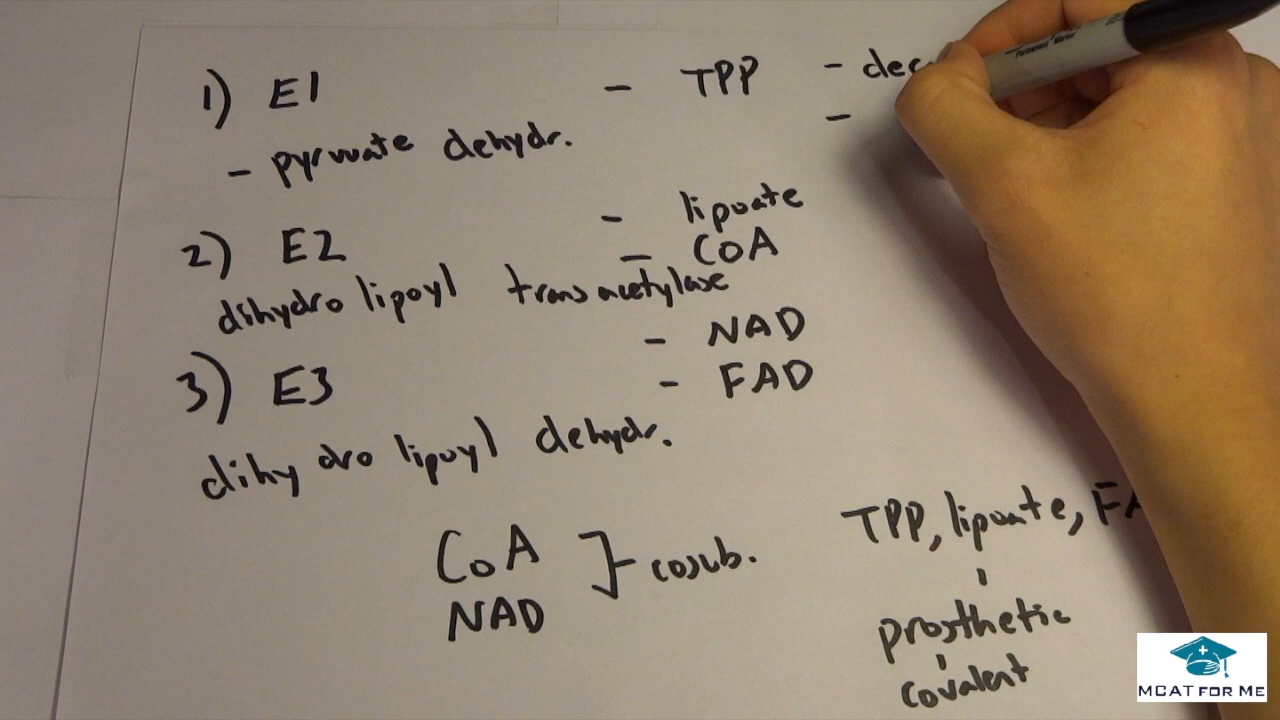 1) E1 - TPP - dec
- pyruvate dehydr. -
2) E2 - lipoate
- CoA
dihydro lipoyl transacetylase
- NAD
3) E3 - FAD
dihydro lipoyl dehydr.
CoA
NAD
} cosub.
TPP, lipoate, FA
prosthetic
covalent
MCAT FOR ME